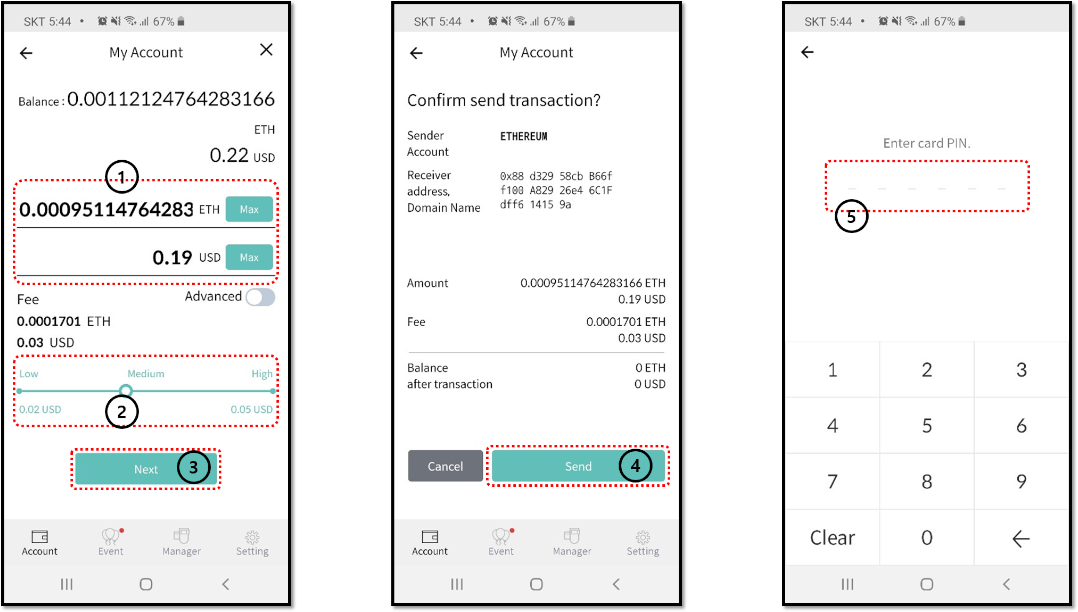 SKT 5:44 • 67%
My Account
Balance : 0.00112124764283166
ETH
0.22 USD
1
0.00095114764283 ETH Max
0.19 USD Max
Fee Advanced
0.0001701 ETH
0.03 USD
Low Medium High
0.02 USD 2 0.05 USD
Next 3
Account Event Manager Setting
SKT 5:44 • 67%
My Account
Confirm send transaction?
Sender ETHEREUM
Account
Receiver 0x88 d329 58cb B66f
address, f100 A829 26e4 6C1F
Domain Name dff6 1415 9a
Amount 0.00095114764283166 ETH
0.19 USD
Fee 0.0001701 ETH
0.03 USD
Balance 0 ETH
after transaction 0 USD
Cancel Send 4
Account Event Manager Setting
SKT 5:44 • 67%
Enter card PIN.
5
1 2 3
4 5 6
7 8 9
Clear 0